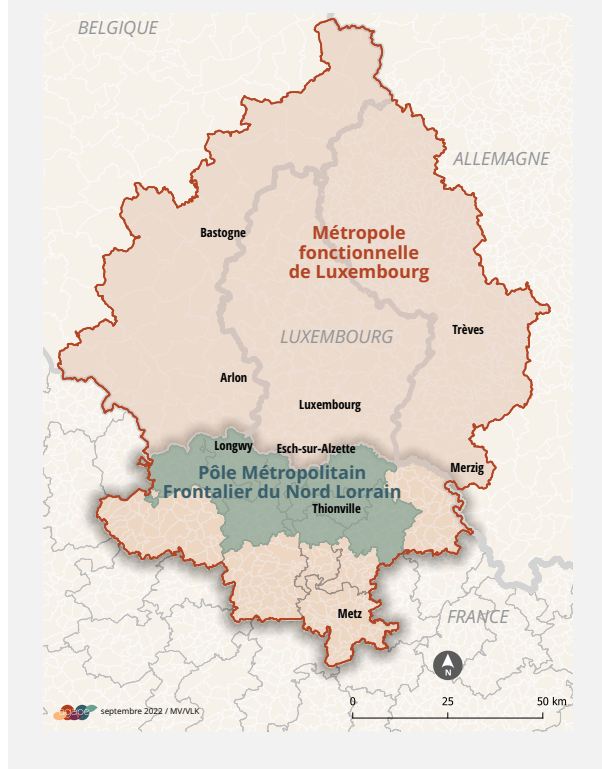 BELGIQUE
ALLEMAGNE
Bastogne
Métropole
fonctionnelle
de Luxembourg
Trèves
LUXEMBOURG
Arlon
Luxembourg
Longwy
Esch-sur-Alzette
Merzig
Pôle Métropolitain
Frontalier du Nord Lorrain
Thionville
Metz
FRANCE
N
0 25 50 km
septembre 2022 / MV/VLK